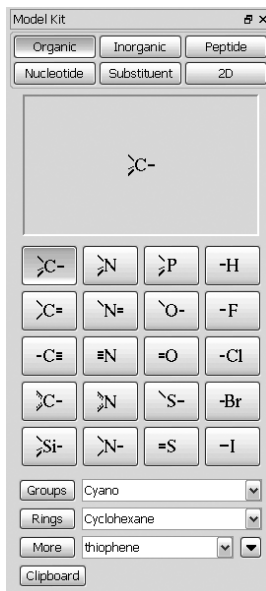 Model Kit
Organic Inorganic Peptide
Nucleotide Substituent 2D
C-
C- N P -H
C= N= O- -F
-C≡ ≡N =O -Cl
C- N S- -Br
Si- N- =S -I
Groups Cyano
Rings Cyclohexane
More thiophene
Clipboard